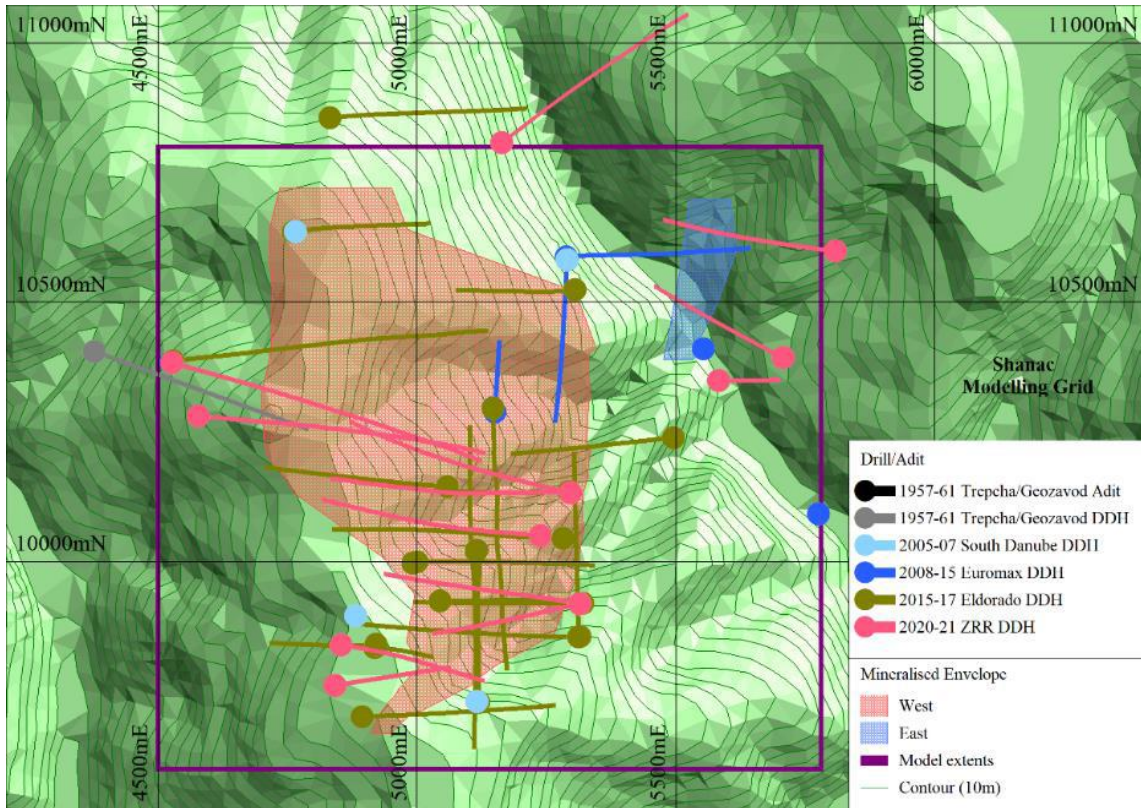 11000mN
4500mE
5000mE
5500mE
6000mE
11000mN
10500mN
10500mN
Shanac
Modelling Grid
10000mN
4500mE
5000mE
5500mE
Drill/Adit
1957-61 Trepcha/Geozavod Adit
1957-61 Trepcha/Geozavod DDH
2005-07 South Danube DDH
2008-15 Euromax DDH
2015-17 Eldorado DDH
2020-21 ZRR DDH
Mineralised Envelope
West
East
Model extents
Contour (10m)